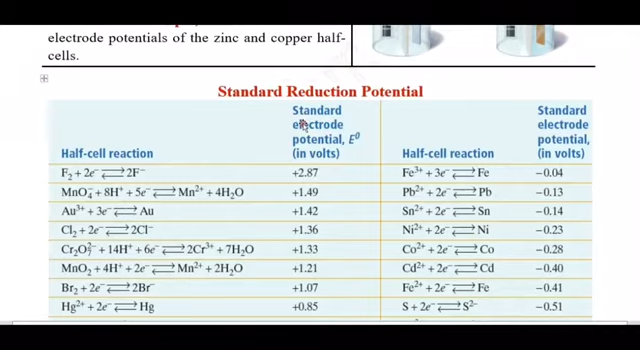 electrode potentials of the zinc and copper half-
cells.
Standard Reduction Potential
Half-cell reaction Standard electrode potential, E⁰ (in volts) Half-cell reaction Standard electrode potential, (in volts)
F₂ + 2e⁻ ⇌ 2F⁻ +2.87 Fe³⁺ + 3e⁻ ⇌ Fe −0.04
MnO₄⁻ + 8H⁺ + 5e⁻ ⇌ Mn²⁺ + 4H₂O +1.49 Pb²⁺ + 2e⁻ ⇌ Pb −0.13
Au³⁺ + 3e⁻ ⇌ Au +1.42 Sn²⁺ + 2e⁻ ⇌ Sn −0.14
Cl₂ + 2e⁻ ⇌ 2Cl⁻ +1.36 Ni²⁺ + 2e⁻ ⇌ Ni −0.23
Cr₂O₇²⁻ + 14H⁺ + 6e⁻ ⇌ 2Cr³⁺ + 7H₂O +1.33 Co²⁺ + 2e⁻ ⇌ Co −0.28
MnO₂ + 4H⁺ + 2e⁻ ⇌ Mn²⁺ + 2H₂O +1.21 Cd²⁺ + 2e⁻ ⇌ Cd −0.40
Br₂ + 2e⁻ ⇌ 2Br⁻ +1.07 Fe²⁺ + 2e⁻ ⇌ Fe −0.41
Hg²⁺ + 2e⁻ ⇌ Hg +0.85 S + 2e⁻ ⇌ S²⁻ −0.51